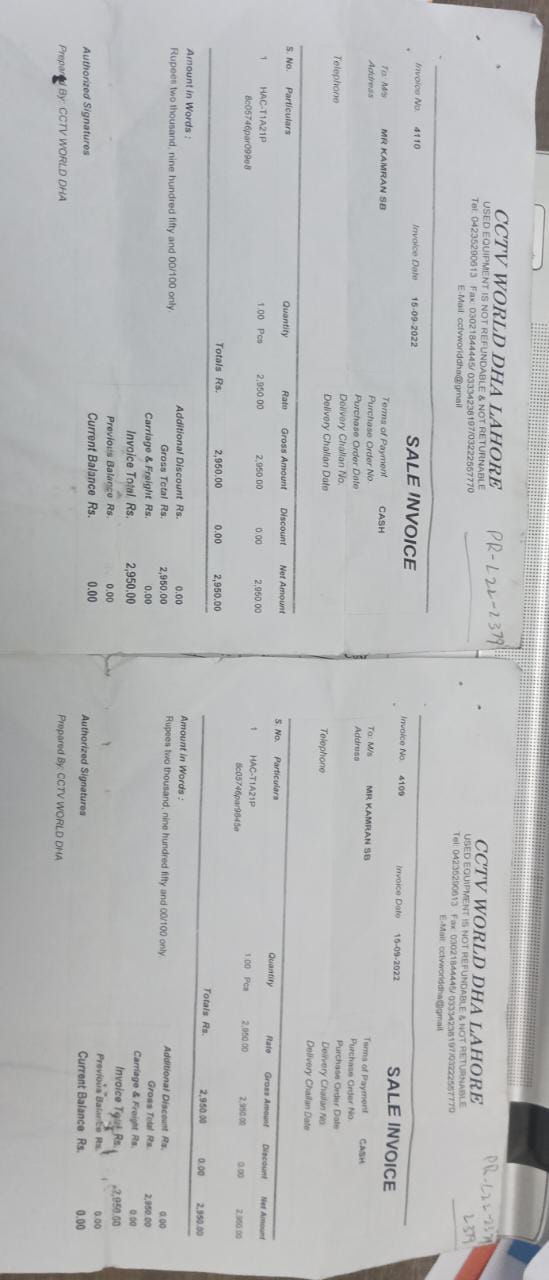 CCTV WORLD DHA LAHORE
USED EQUIPMENT IS NOT REFUNDABLE & NOT RETURNABLE
Tel: 04235290613 Fax: 03021844445/ 03334238197/03222557770
E-Mail: cctvworlddha@gmail
PR-L22-2379
SALE INVOICE
Invoice No. 4110 Invoice Date 15-09-2022
To: M/s MR KAMRAN SB
Address
Telephone
Terms of Payment CASH
Purchase Order No.
Purchase Order Date
Delivery Challan No.
Delivery Challan Date
S. No. Particulars Quantity Rate Gross Amount Discount Net Amount
1 HAC-T1A21P 1.00 Pcs 2,950.00 2,950.00 0.00 2,950.00
8c05746par099e8
Totals Rs. 2,950.00 0.00 2,950.00
Amount in Words :
Rupees two thousand, nine hundred fifty and 00/100 only.
Additional Discount Rs. 0.00
Gross Total Rs. 2,950.00
Carriage & Freight Rs. 0.00
Invoice Total Rs. 2,950.00
Previous Balance Rs. 0.00
Current Balance Rs. 0.00
Authorized Signatures
Prepared By: CCTV WORLD DHA
CCTV WORLD DHA LAHORE
USED EQUIPMENT IS NOT REFUNDABLE & NOT RETURNABLE
Tel: 04235290613 Fax: 03021844445/ 03334238197/03222557770
E-Mail: cctvworlddha@gmail
2379
SALE INVOICE
Invoice No. 4109 Invoice Date 15-09-2022
To: M/s MR KAMRAN SB
Address
Telephone
Terms of Payment CASH
Purchase Order No.
Purchase Order Date
Delivery Challan No.
Delivery Challan Date
S. No. Particulars Quantity Rate Gross Amount Discount Net Amount
1 HAC-T1A21P 1.00 Pcs 2,950.00 2,950.00 0.00 2,950.00
8c05746par9845e
Totals Rs. 2,950.00 0.00 2,950.00
Amount in Words :
Rupees two thousand, nine hundred fifty and 00/100 only.
Additional Discount Rs. 0.00
Gross Total Rs. 2,950.00
Carriage & Freight Rs. 0.00
Invoice Total Rs. 2,950.00
Previous Balance Rs. 0.00
Current Balance Rs. 0.00
Authorized Signatures
Prepared By: CCTV WORLD DHA